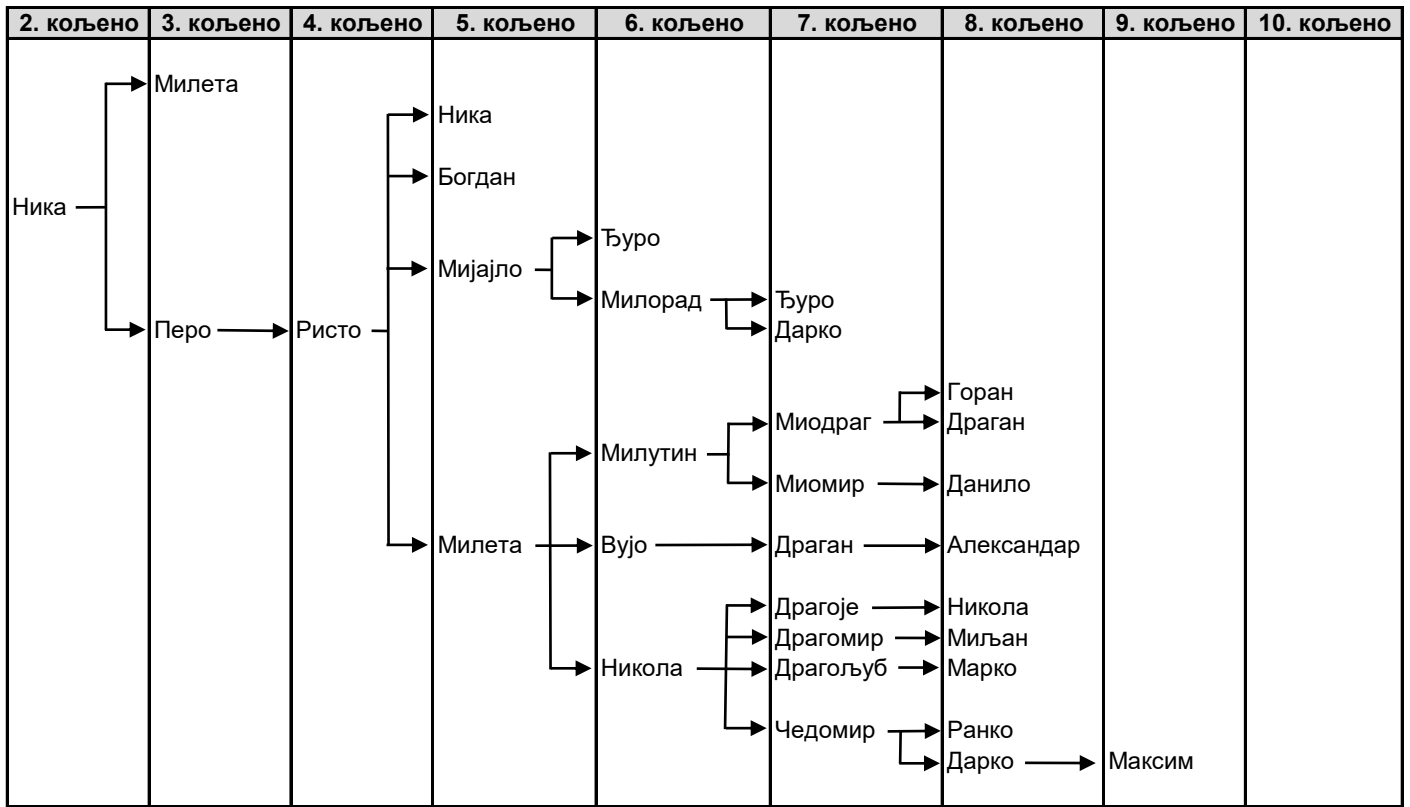 2. кољено 3. кољено 4. кољено 5. кољено 6. кољено 7. кољено 8. кољено 9. кољено 10. кољено
Милета
Ника
Богдан
Ника
Ђуро
Мијајло
Милорад Ђуро
Перо Ристо Дарко
Горан
Миодраг Драган
Милутин
Миомир Данило
Милета Вујо Драган Александар
Драгоје Никола
Драгомир Миљан
Никола Драгољуб Марко
Чедомир Ранко
Дарко Максим